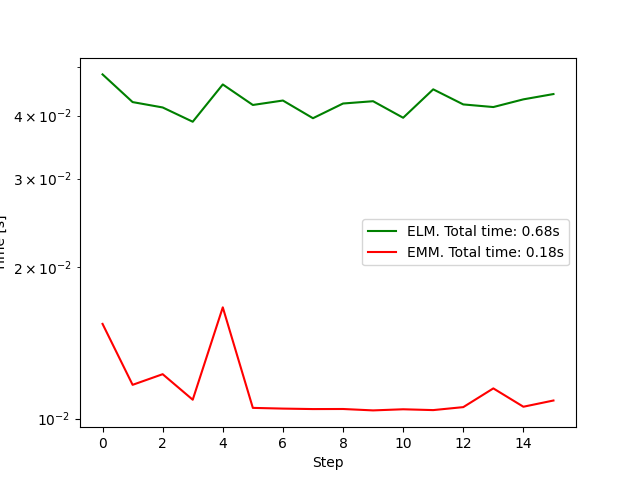 4 × 10⁻²
3 × 10⁻²
2 × 10⁻²
10⁻²
[s]
ELM. Total time: 0.68s
EMM. Total time: 0.18s
0 2 4 6 8 10 12 14
Step